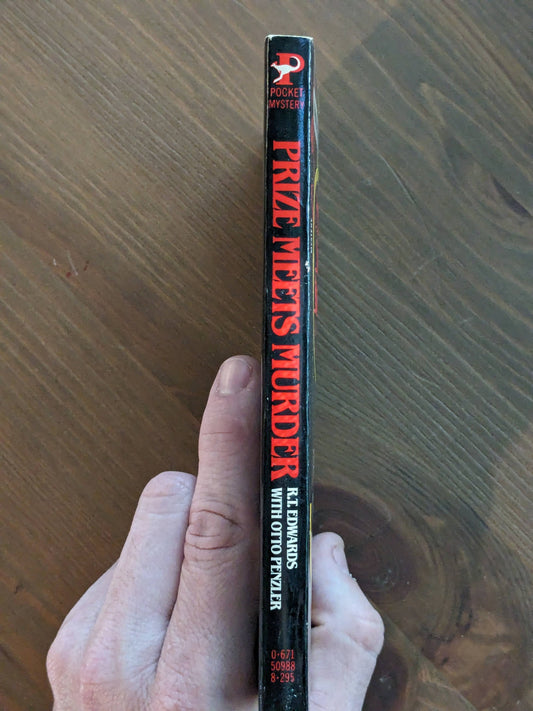 P
POCKET
MYSTERY
PRIZE MEETS MURDER
R.T. EDWARDS
WITH OTTO PENZLER
0·671
50988
8·295